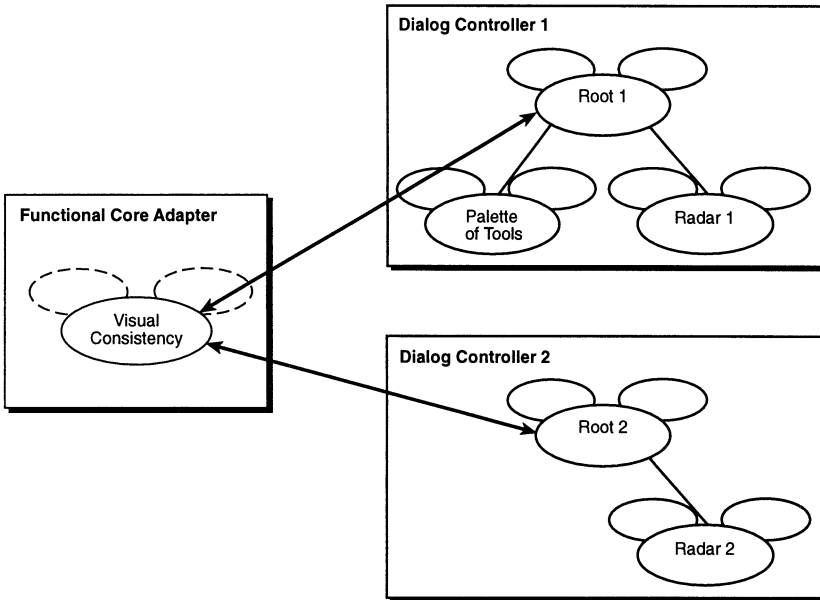 Dialog Controller 1
Root 1
Palette
of Tools
Radar 1
Functional Core Adapter
Visual
Consistency
Dialog Controller 2
Root 2
Radar 2